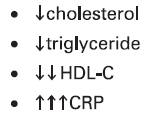 • ↓cholesterol
• ↓triglyceride
• ↓↓HDL-C
• ↑↑↑CRP